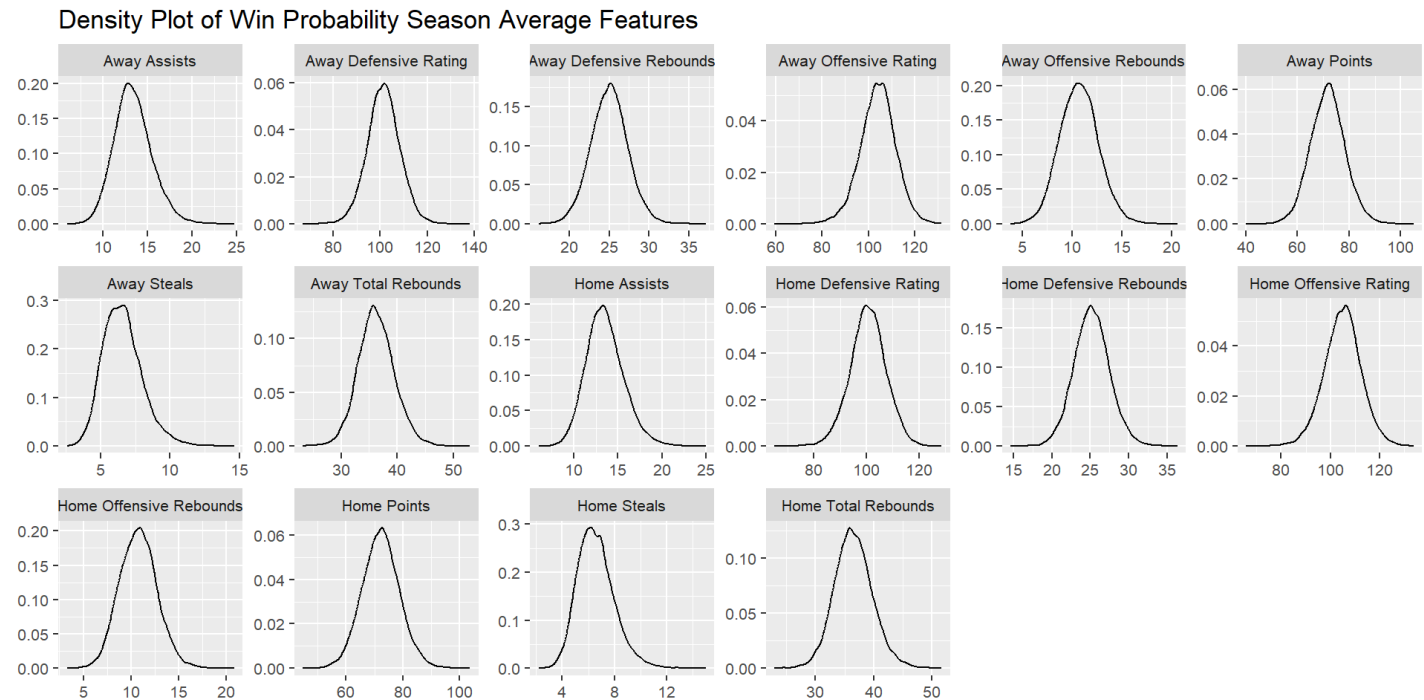 Density Plot of Win Probability Season Average Features
Away Assists
0.20
0.15
0.10
0.05
0.00
10 15 20 25
Away Defensive Rating
0.06
0.04
0.02
0.00
80 100 120 140
Away Defensive Rebounds
0.15
0.10
0.05
0.00
20 25 30 35
Away Offensive Rating
0.04
0.02
0.00
60 80 100 120
Away Offensive Rebounds
0.20
0.15
0.10
0.05
0.00
5 10 15 20
Away Points
0.06
0.04
0.02
0.00
40 60 80 100
Away Steals
0.3
0.2
0.1
0.0
5 10 15
Away Total Rebounds
0.10
0.05
0.00
30 40 50
Home Assists
0.20
0.15
0.10
0.05
0.00
10 15 20 25
Home Defensive Rating
0.06
0.04
0.02
0.00
80 100 120
Home Defensive Rebounds
0.15
0.10
0.05
0.00
15 20 25 30 35
Home Offensive Rating
0.04
0.02
0.00
80 100 120
Home Offensive Rebounds
0.20
0.15
0.10
0.05
0.00
5 10 15 20
Home Points
0.06
0.04
0.02
0.00
60 80 100
Home Steals
0.3
0.2
0.1
0.0
4 8 12
Home Total Rebounds
0.10
0.05
0.00
30 40 50